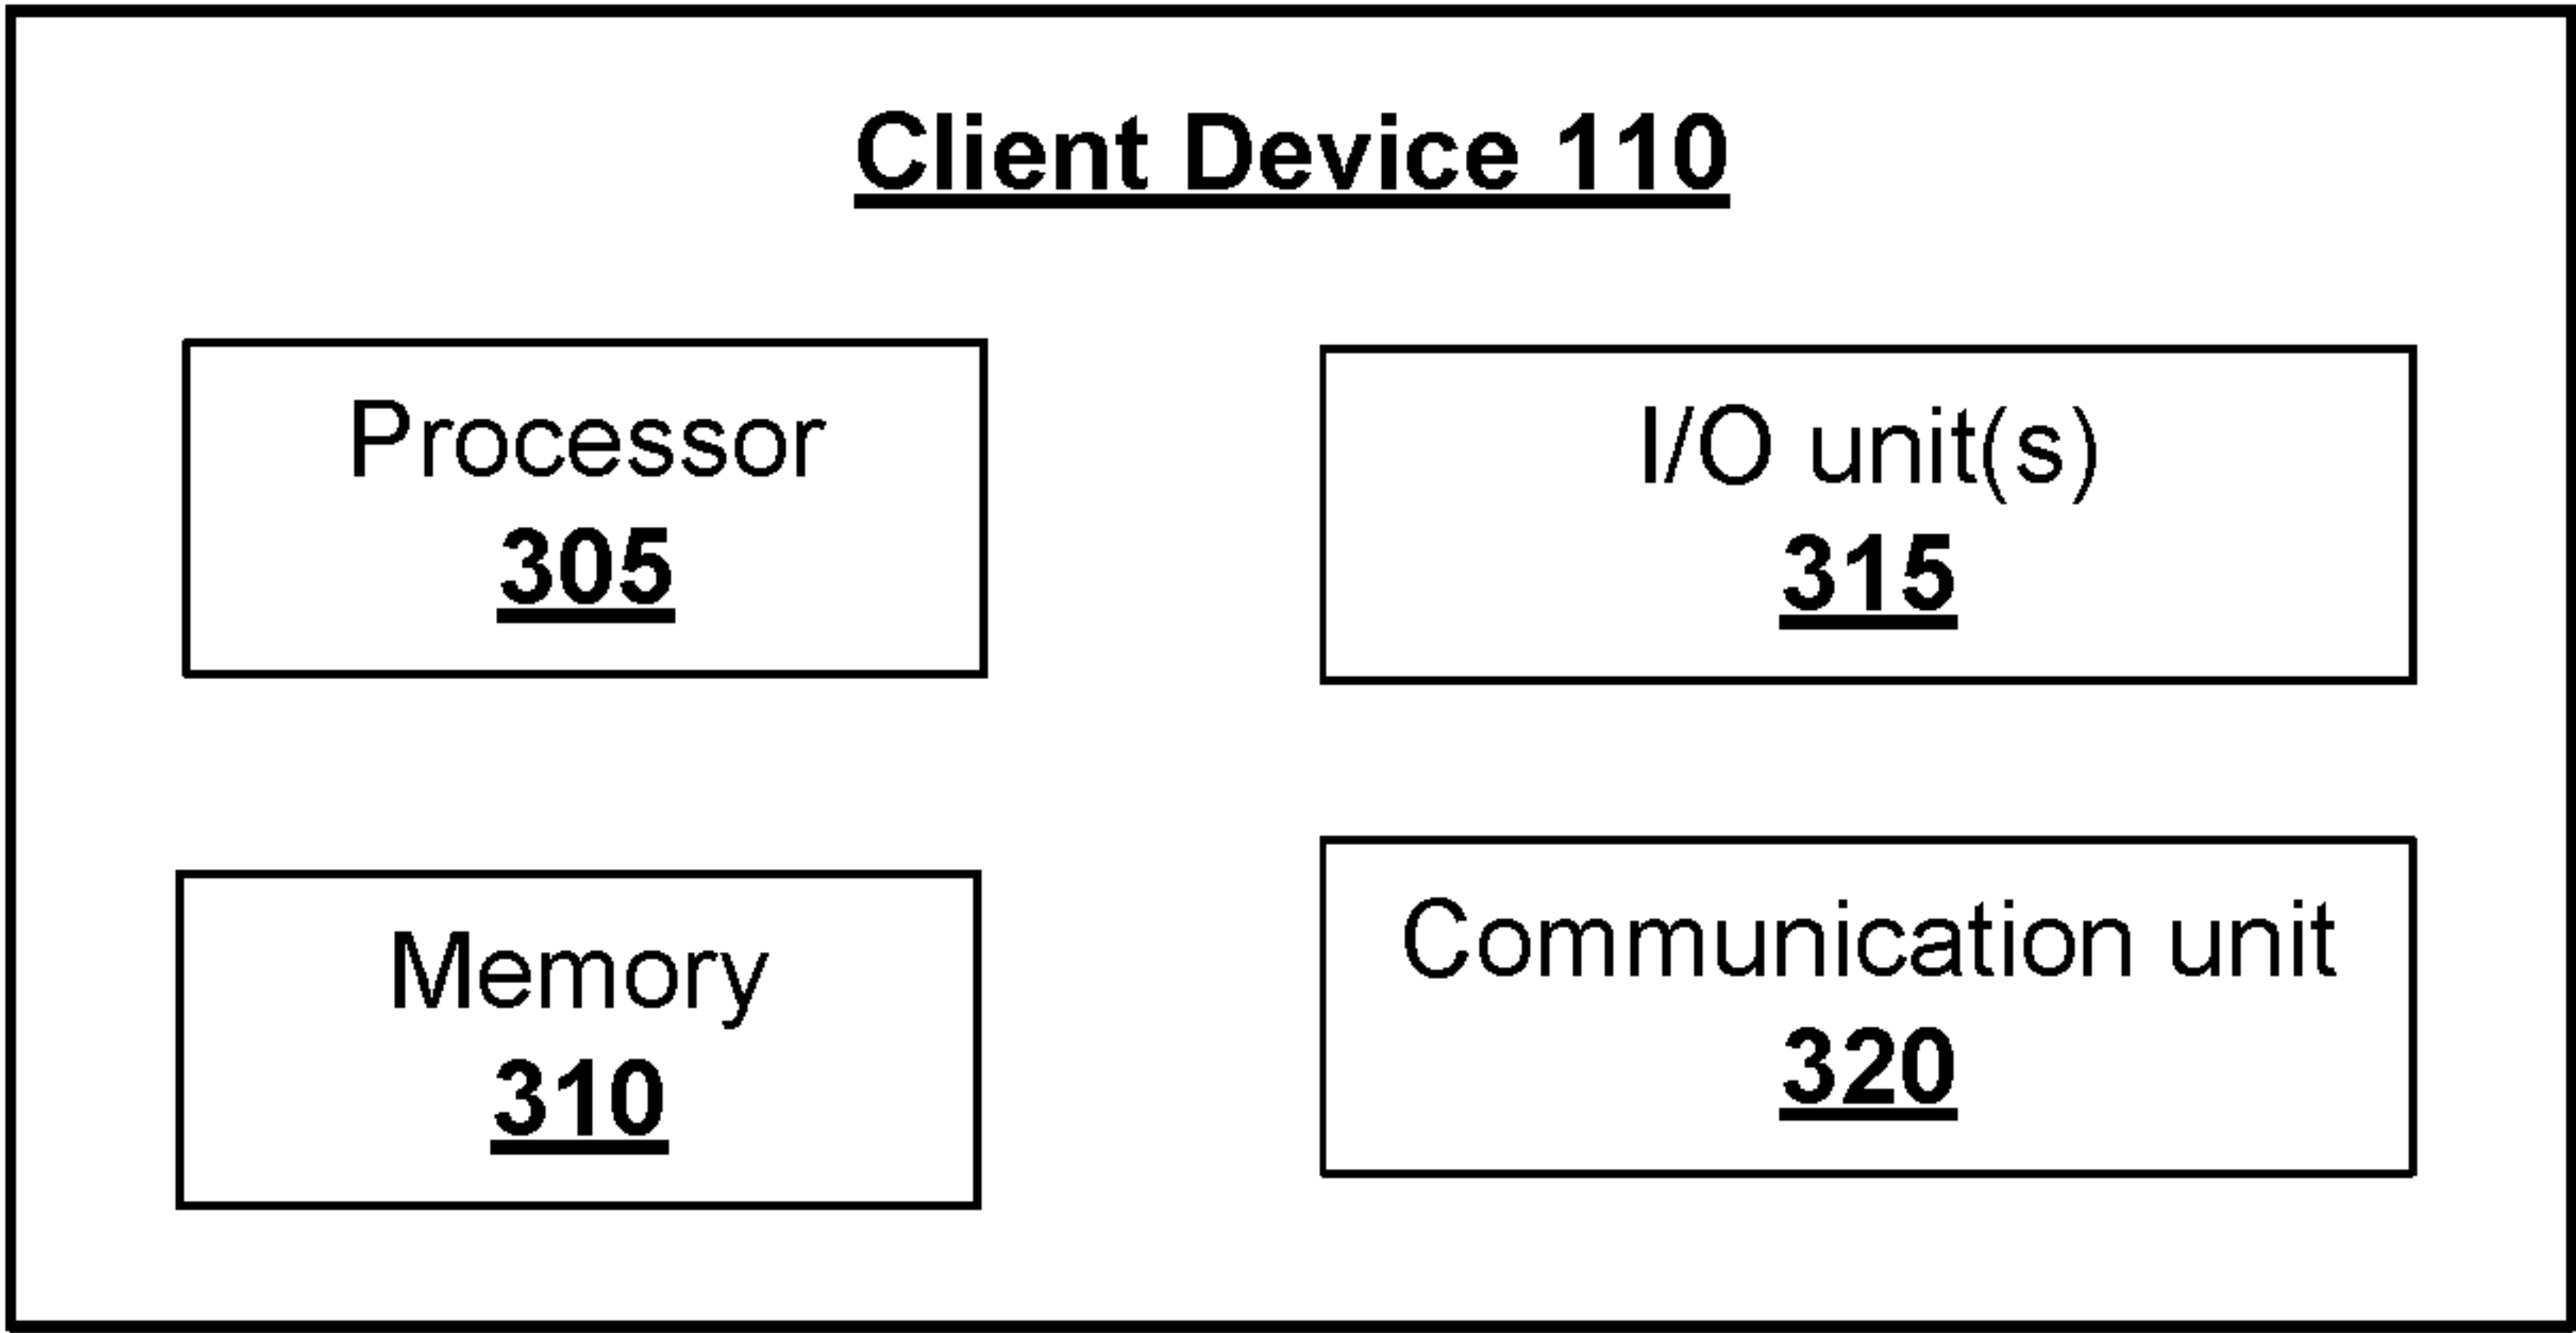 Client Device 110
Processor
305
I/O unit(s)
315
Memory
310
Communication unit
320